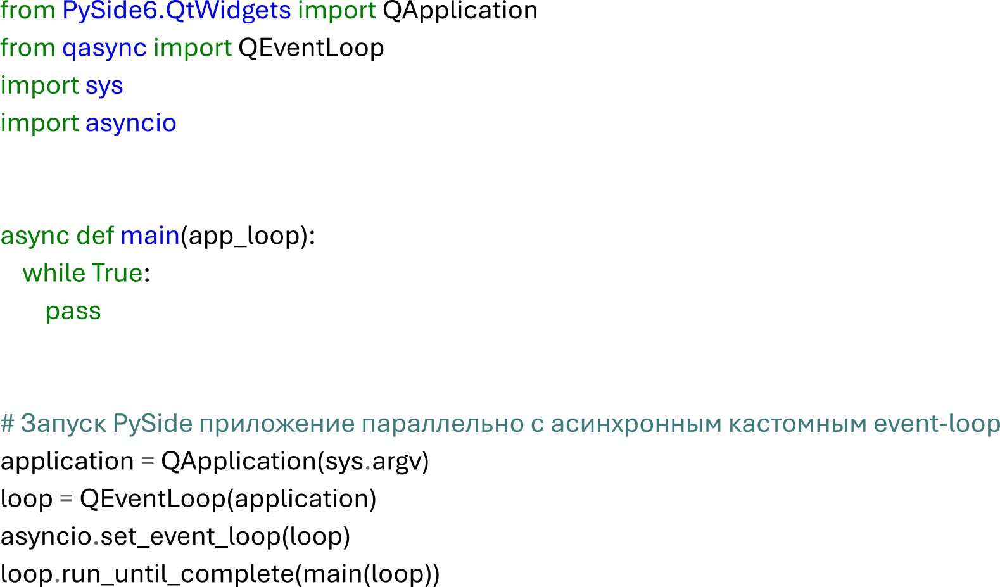 from PySide6.QtWidgets import QApplication
from qasync import QEventLoop
import sys
import asyncio
async def main(app_loop):
    while True:
        pass
# Запуск PySide приложение параллельно с асинхронным кастомным event-loop
application = QApplication(sys.argv)
loop = QEventLoop(application)
asyncio.set_event_loop(loop)
loop.run_until_complete(main(loop))